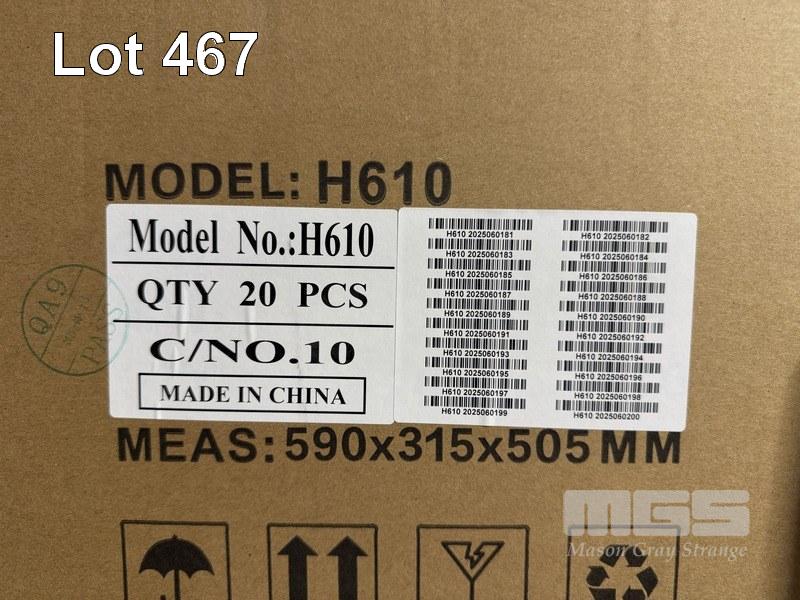 Lot 467
MODEL: H610
Model No.:H610
QTY 20 PCS
C/NO.10
MADE IN CHINA
H610 2025060181
H610 2025060182
H610 2025060183
H610 2025060184
H610 2025060185
H610 2025060186
H610 2025060187
H610 2025060188
H610 2025060189
H610 2025060190
H610 2025060191
H610 2025060192
H610 2025060193
H610 2025060194
H610 2025060195
H610 2025060196
H610 2025060197
H610 2025060198
H610 2025060199
H610 2025060200
QA9
PASS
MEAS: 590x315x505MM
MGS
Mason Gray Strange